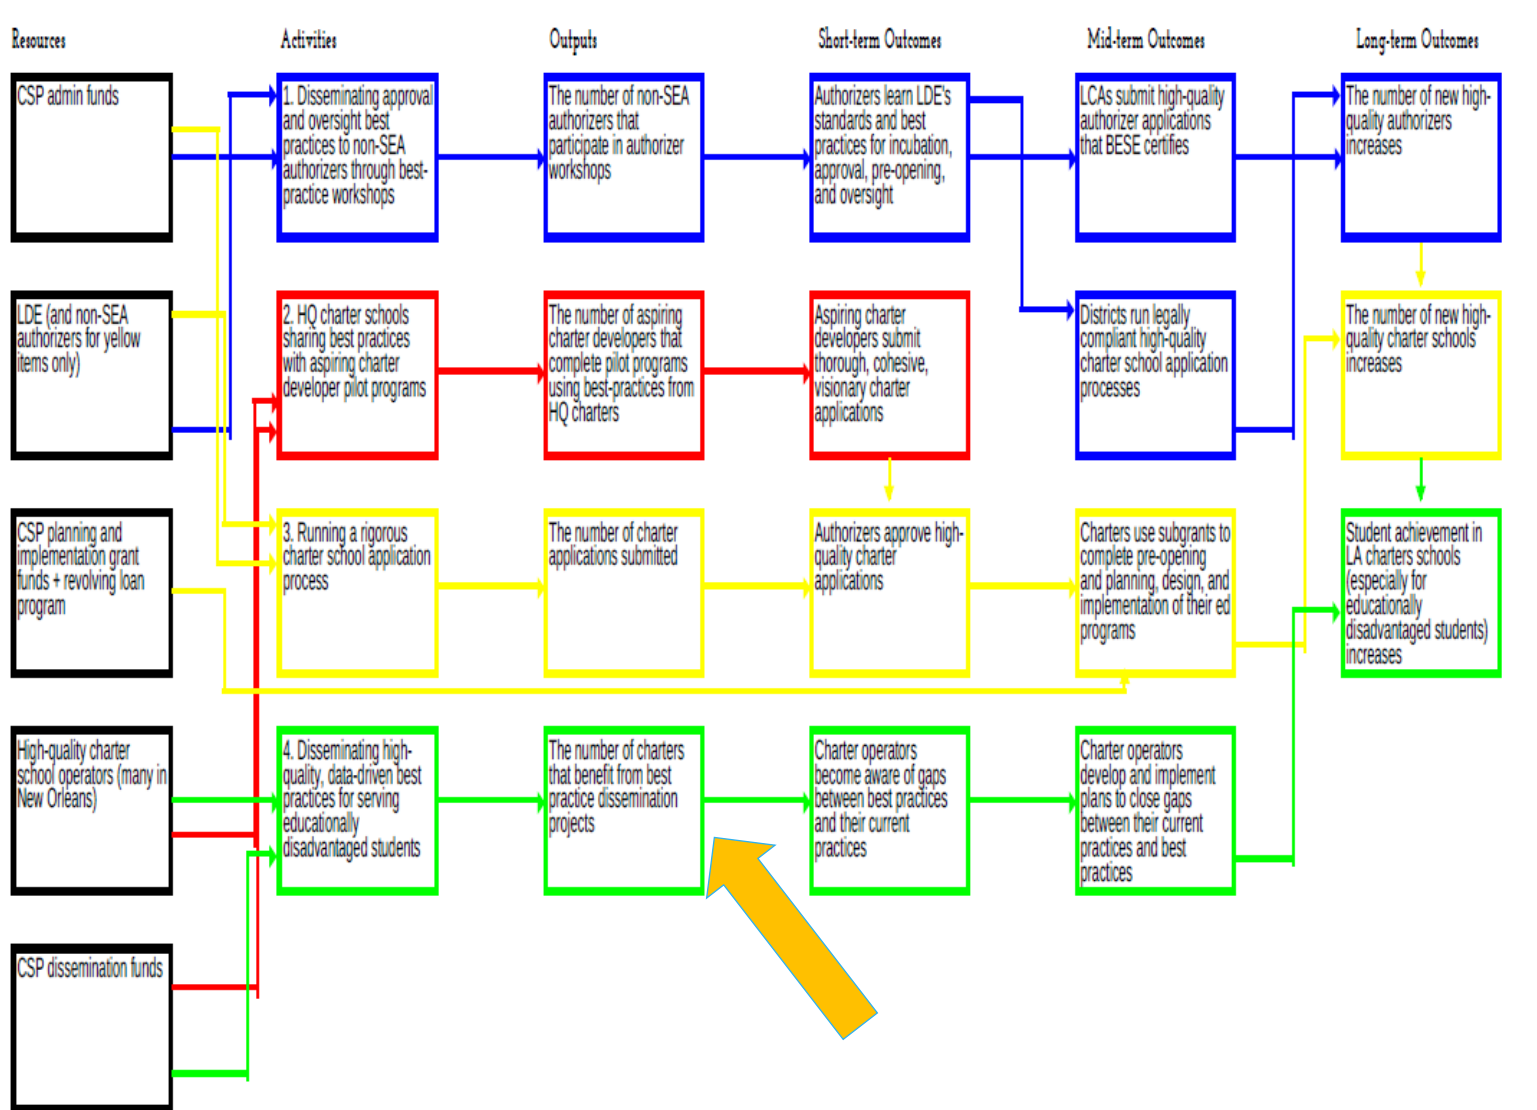 Resources
Activities
Outputs
Short-term Outcomes
Mid-term Outcomes
Long-term Outcomes
CSP admin funds
1. Disseminating approval
and oversight best
practices to non-SEA
authorizers through best-
practice workshops
The number of non-SEA
authorizers that
participate in authorizer
workshops
Authorizers learn LDE's
standards and best
practices for incubation,
approval, pre-opening,
and oversight
LCAs submit high-quality
authorizer applications
that BESE certifies
The number of new high-
quality authorizers
increases
LDE (and non-SEA
authorizers for yellow
items only)
2. HQ charter schools
sharing best practices
with aspiring charter
developer pilot programs
The number of aspiring
charter developers that
complete pilot programs
using best-practices from
HQ charters
Aspiring charter
developers submit
thorough, cohesive,
visionary charter
applications
Districts run legally
compliant high-quality
charter school application
processes
The number of new high-
quality charter schools
increases
CSP planning and
implementation grant
funds + revolving loan
program
3. Running a rigorous
charter school application
process
The number of charter
applications submitted
Authorizers approve high-
quality charter
applications
Charters use subgrants to
complete pre-opening
and planning, design, and
implementation of their ed
programs
Student achievement in
LA charters schools
(especially for
educationally
disadvantaged students)
increases
High-quality charter
school operators (many in
New Orleans)
4. Disseminating high-
quality, data-driven best
practices for serving
educationally
disadvantaged students
The number of charters
that benefit from best
practice dissemination
projects
Charter operators
become aware of gaps
between best practices
and their current
practices
Charter operators
develop and implement
plans to close gaps
between their current
practices and best
practices
CSP dissemination funds